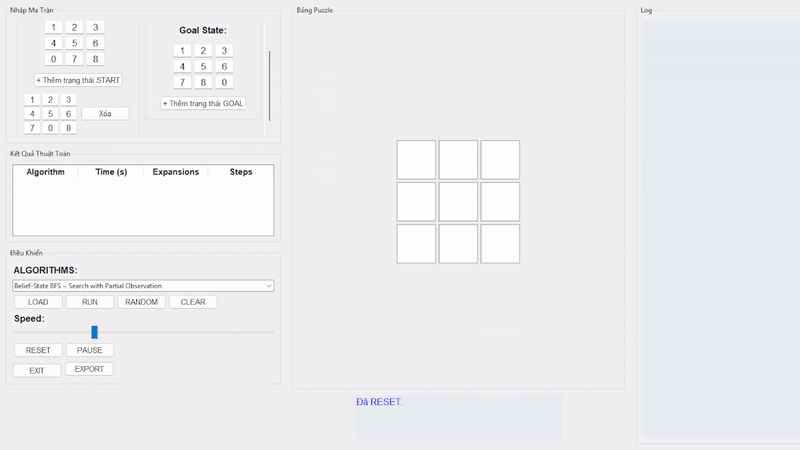 Nhập Ma Trận
1 2 3
4 5 6
0 7 8
+ Thêm trạng thái START
1 2 3
4 5 6
7 0 8
Xóa
Goal State:
1 2 3
4 5 6
7 8 0
+ Thêm trạng thái GOAL
Kết Quả Thuật Toán
Algorithm Time (s) Expansions Steps
Điều Khiển
ALGORITHMS:
Belief-State BFS – Search with Partial Observation
LOAD RUN RANDOM CLEAR
Speed:
RESET PAUSE
EXIT EXPORT
Bảng Puzzle
Đã RESET.
Log